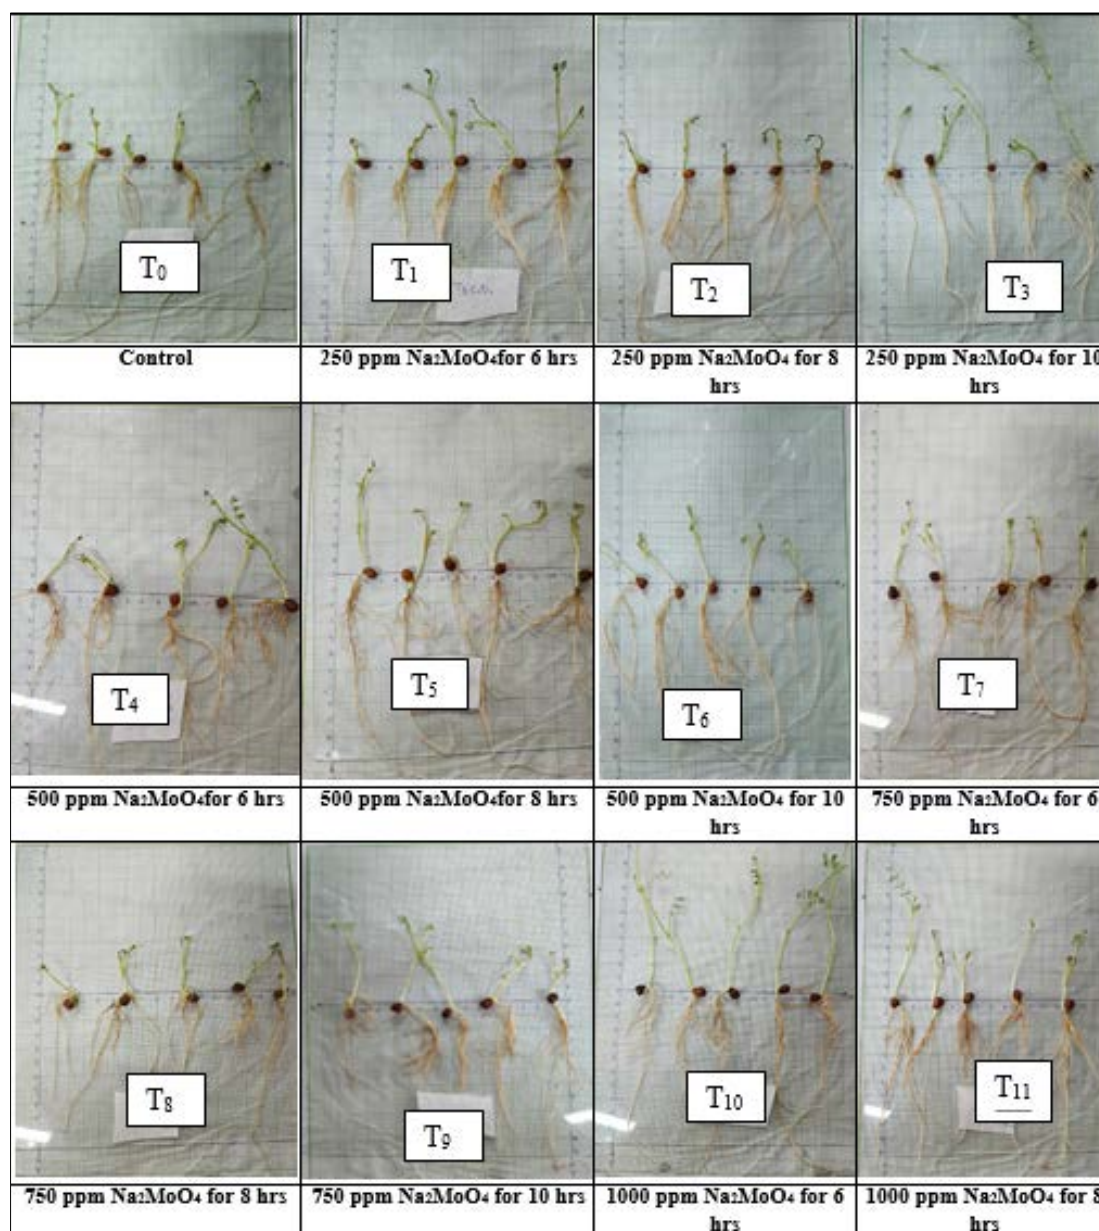 T0
T1
T2
T3
Control
250 ppm Na2MoO4for 6 hrs
250 ppm Na2MoO4 for 8
hrs
250 ppm Na2MoO4 for 10
hrs
T4
T5
T6
T7
500 ppm Na2MoO4for 6 hrs
500 ppm Na2MoO4for 8 hrs
500 ppm Na2MoO4 for 10
hrs
750 ppm Na2MoO4 for 6
hrs
T8
T9
T10
T11
750 ppm Na2MoO4 for 8 hrs
750 ppm Na2MoO4 for 10 hrs
1000 ppm Na2MoO4 for 6
hrs
1000 ppm Na2MoO4 for 8
hrs